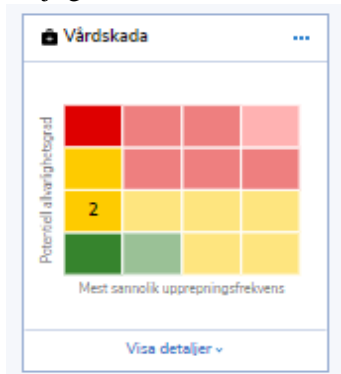 Vårdskada
Potentiell allvarlighetsgrad
2
Mest sannolik upprepningsfrekvens
Visa detaljer